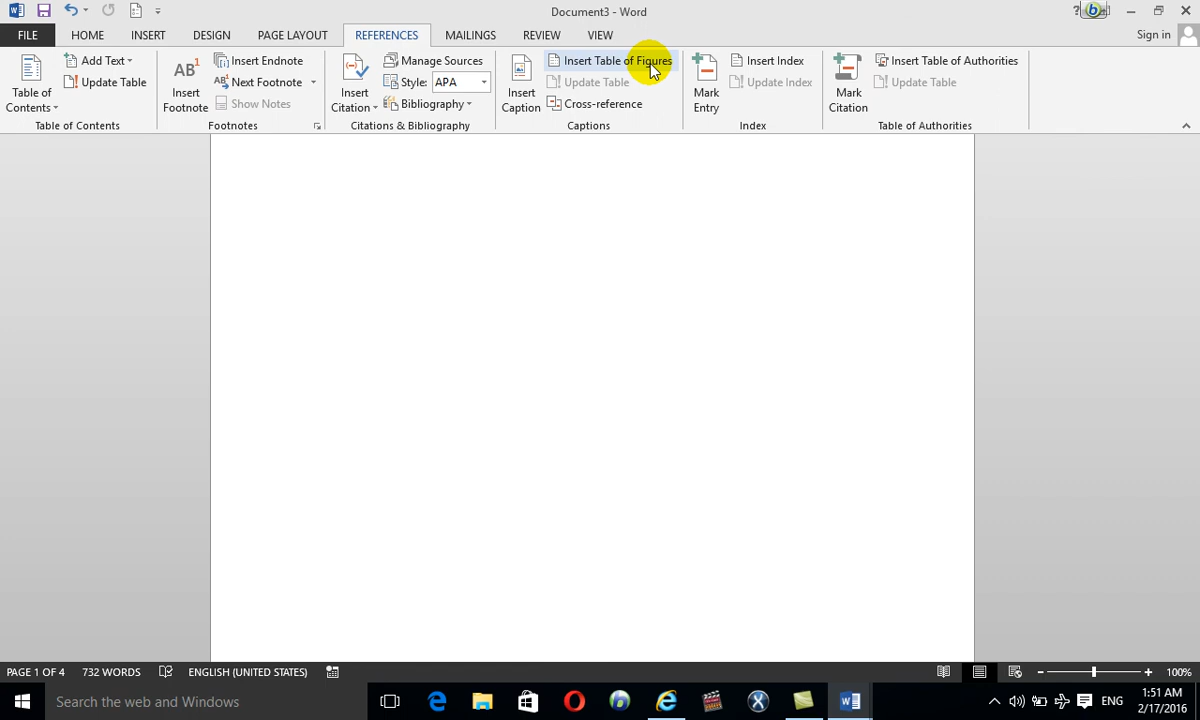 Document3 - Word
?
FILE HOME INSERT DESIGN PAGE LAYOUT REFERENCES MAILINGS REVIEW VIEW Sign in
Table of Contents
Add Text
Update Table
Table of Contents
AB1
Insert Footnote
Insert Endnote
AB1 Next Footnote
Show Notes
Footnotes
Insert Citation
Manage Sources
Style: APA
Bibliography
Citations & Bibliography
Insert Caption
Insert Table of Figures
Update Table
Cross-reference
Captions
Mark Entry
Insert Index
Update Index
Index
Mark Citation
Insert Table of Authorities
Update Table
Table of Authorities
PAGE 1 OF 4 732 WORDS ENGLISH (UNITED STATES) 100%
Search the web and Windows
ENG
1:51 AM
2/17/2016